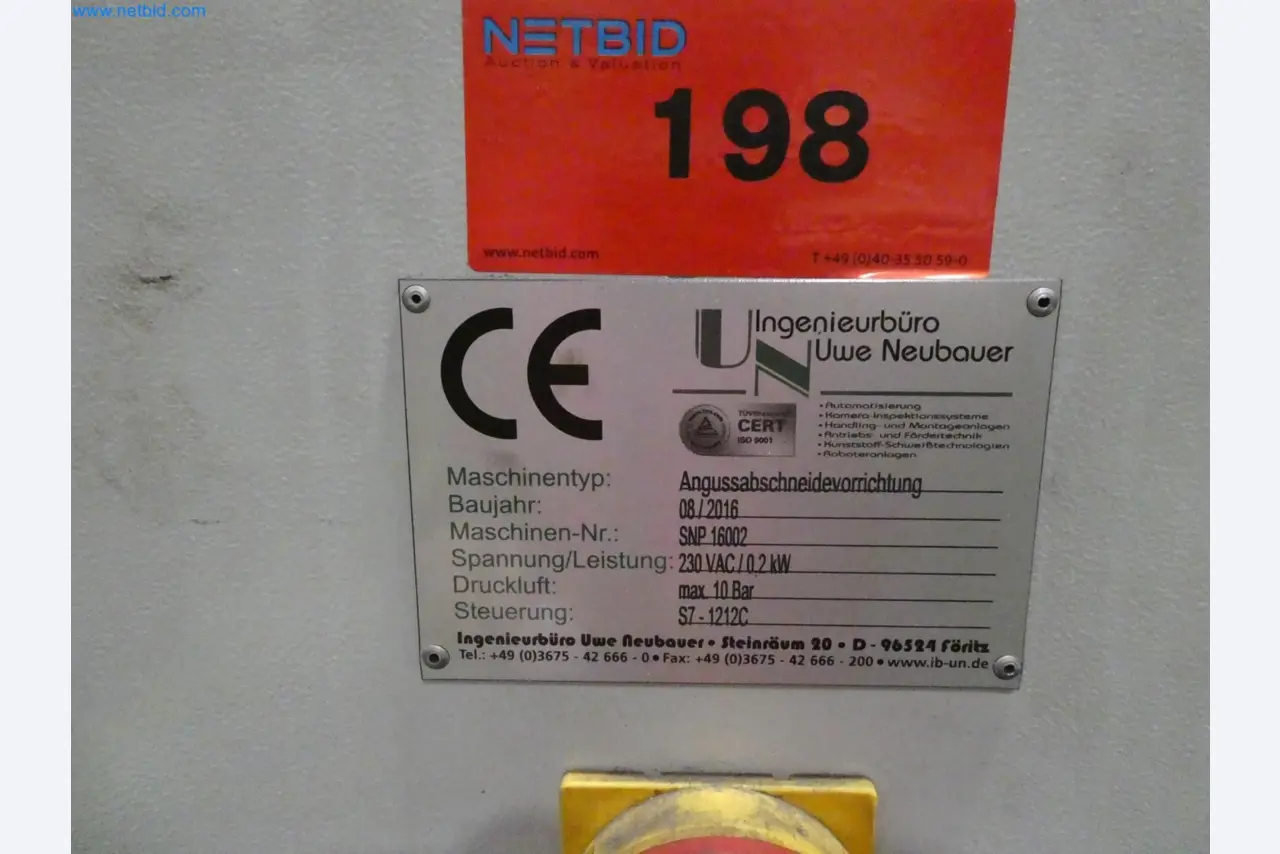 www.netbid.com
NETBID
Auction & Valuation
198
www.netbid.com
T +49 (0)40-35 50 59-0
CE
UN
Ingenieurbüro
Uwe Neubauer
CERT
ISO 9001
• Automatisierung
• Kamera-Inspektionssysteme
• Handling- und Montageanlagen
• Antriebs- und Fördertechnik
• Kunststoff-Schweißtechnologien
• Roboteranlagen
Maschinentyp: Angussabschneidevorrichtung
Baujahr: 08/2016
Maschinen-Nr.: SNP 16002
Spannung/Leistung: 230 VAC / 0,2 kW
Druckluft: max. 10 Bar
Steuerung: S7 - 1212C
Ingenieurbüro Uwe Neubauer • Steinräum 20 • D - 96524 Föritz
Tel.: +49 (0)3675 - 42 666 - 0 • Fax: +49 (0)3675 - 42 666 - 200 • www.ib-un.de